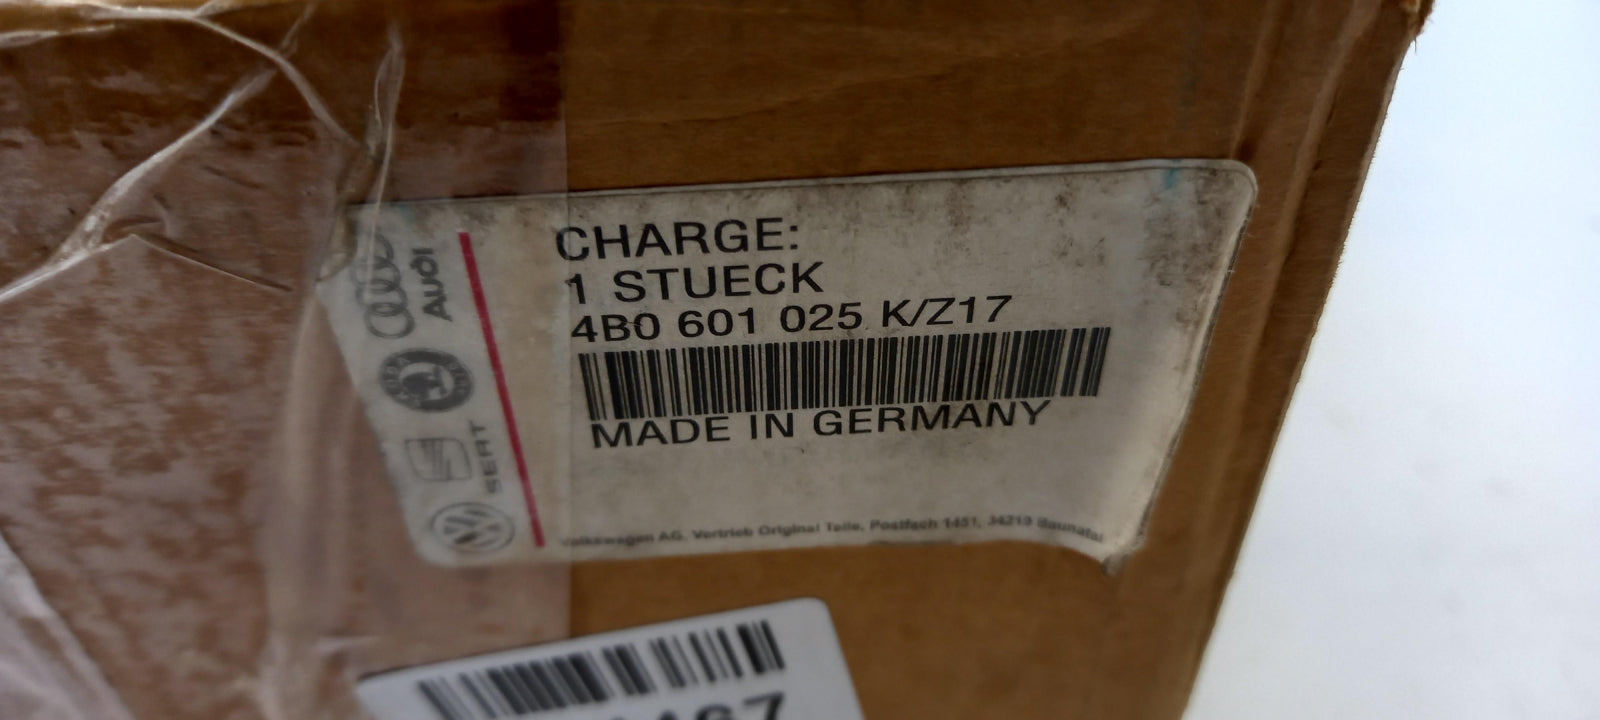 CHARGE:
1 STUECK
4B0 601 025 K/Z17
MADE IN GERMANY
Volkswagen AG, Vertrieb Original Teile, Postfach 1451, 34219 Baunatal
AUDI
SEAT